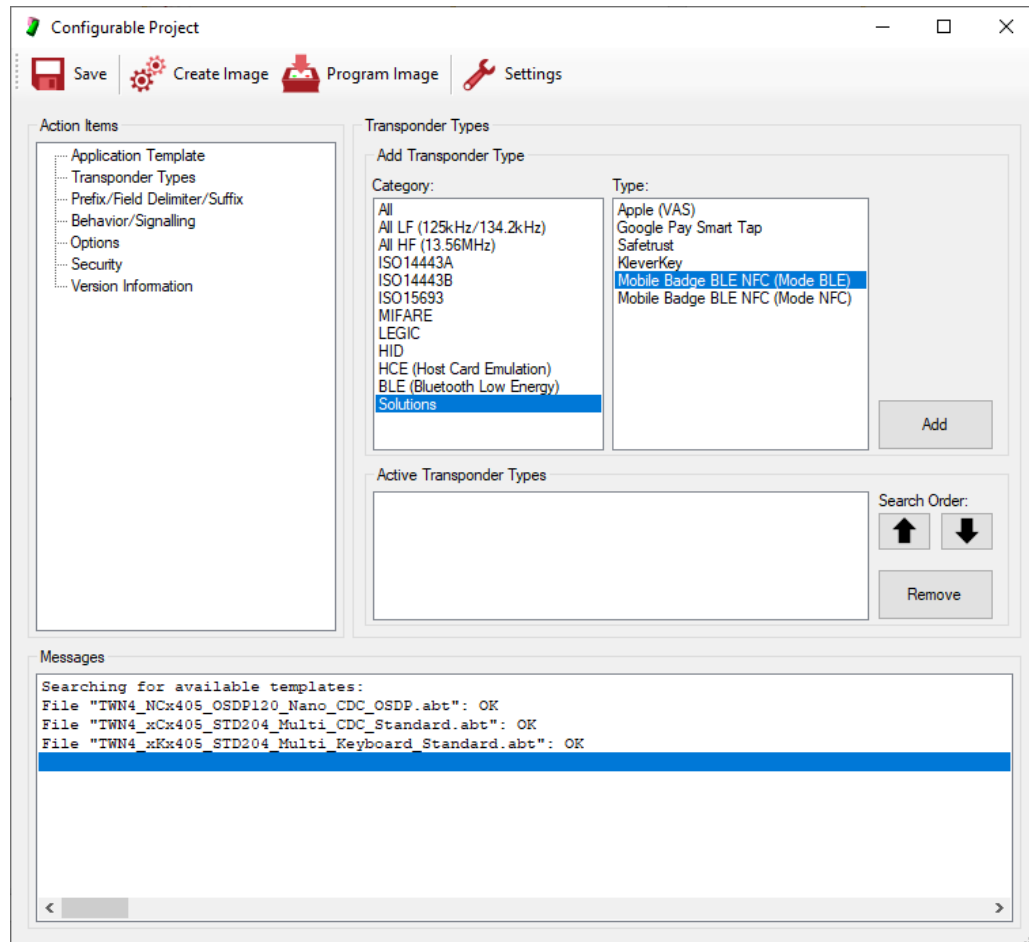 Configurable Project
Save
Create Image
Program Image
Settings
Action Items
Application Template
Transponder Types
Prefix/Field Delimiter/Suffix
Behavior/Signalling
Options
Security
Version Information
Transponder Types
Add Transponder Type
Category:
All
All LF (125kHz/134.2kHz)
All HF (13.56MHz)
ISO14443A
ISO14443B
ISO15693
MIFARE
LEGIC
HID
HCE (Host Card Emulation)
BLE (Bluetooth Low Energy)
Solutions
Type:
Apple (VAS)
Google Pay Smart Tap
Safetrust
KleverKey
Mobile Badge BLE NFC (Mode BLE)
Mobile Badge BLE NFC (Mode NFC)
Add
Active Transponder Types
Search Order:
Remove
Messages
Searching for available templates:
File "TWN4_NCx405_OSDP120_Nano_CDC_OSDP.abt": OK
File "TWN4_xCx405_STD204_Multi_CDC_Standard.abt": OK
File "TWN4_xKx405_STD204_Multi_Keyboard_Standard.abt": OK